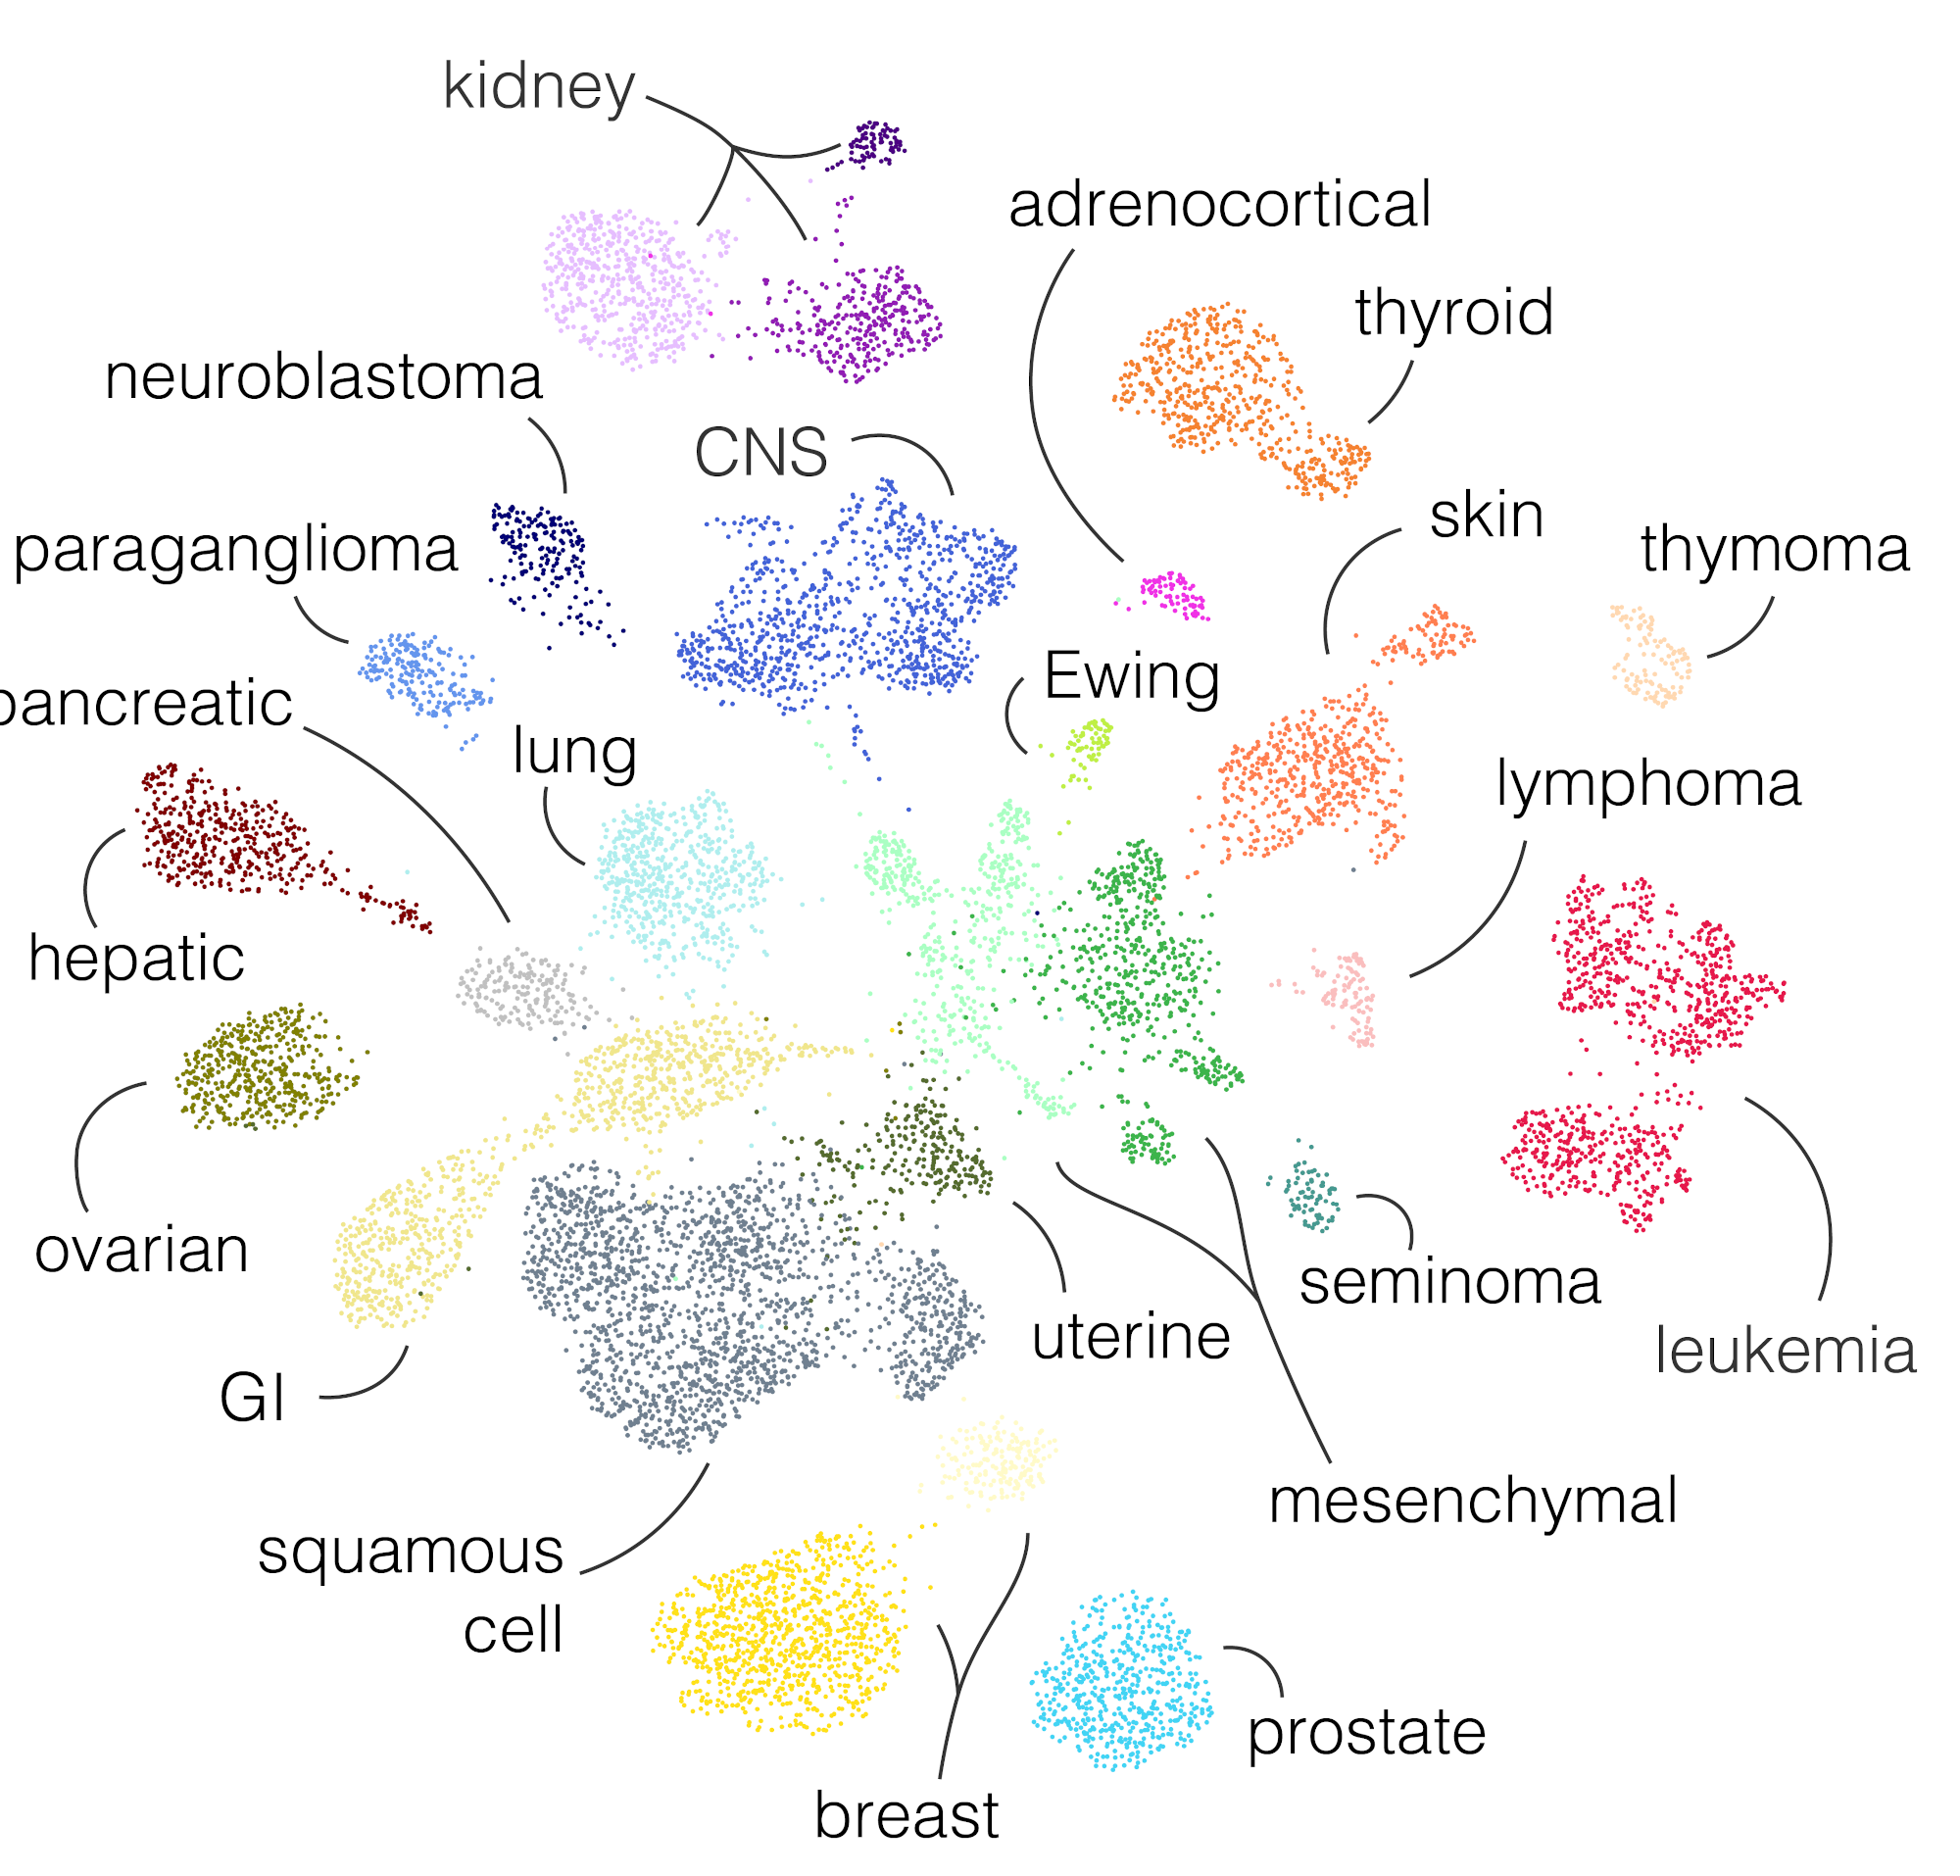 kidney
adrenocortical
thyroid
neuroblastoma
CNS
skin
thymoma
paraganglioma
Ewing
pancreatic
lung
lymphoma
hepatic
ovarian
seminoma
uterine
leukemia
GI
mesenchymal
squamous
cell
prostate
breast